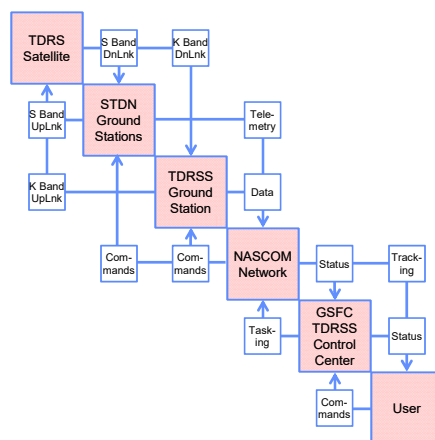 TDRS
Satellite
S Band
DnLnk
K Band
DnLnk
S Band
UpLnk
STDN
Ground
Stations
Tele-
metry
K Band
UpLnk
TDRSS
Ground
Station
Data
Com-
mands
Com-
mands
NASCOM
Network
Status
Track-
ing
Task-
ing
GSFC
TDRSS
Control
Center
Status
Com-
mands
User